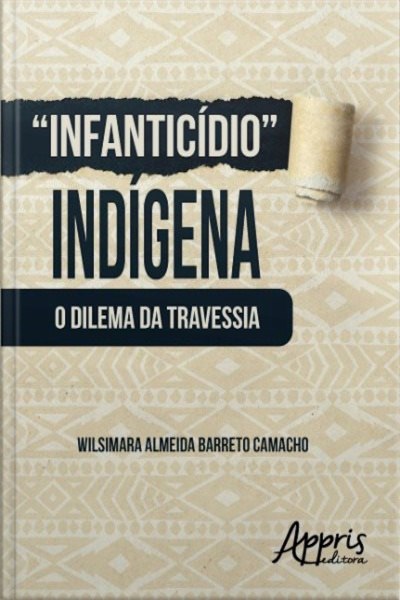 “INFANTICÍDIO”
INDÍGENA
O DILEMA DA TRAVESSIA
WILSIMARA ALMEIDA BARRETO CAMACHO
Appris
editora